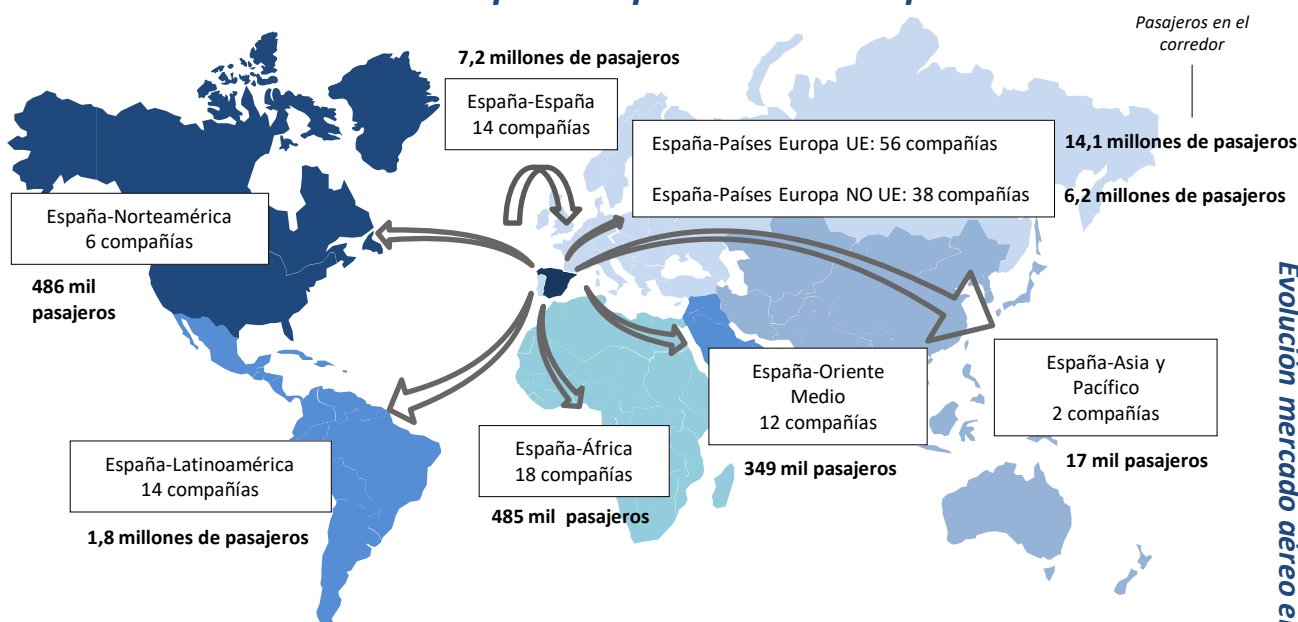 Pasajeros en el
corredor
7,2 millones de pasajeros
España-España
14 compañías
España-Países Europa UE: 56 compañías
14,1 millones de pasajeros
España-Países Europa NO UE: 38 compañías
6,2 millones de pasajeros
España-Norteamérica
6 compañías
486 mil
pasajeros
España-Oriente
Medio
12 compañías
349 mil pasajeros
España-Asia y
Pacífico
2 compañías
17 mil pasajeros
España-África
18 compañías
485 mil pasajeros
España-Latinoamérica
14 compañías
1,8 millones de pasajeros
Evolución mercado aéreo